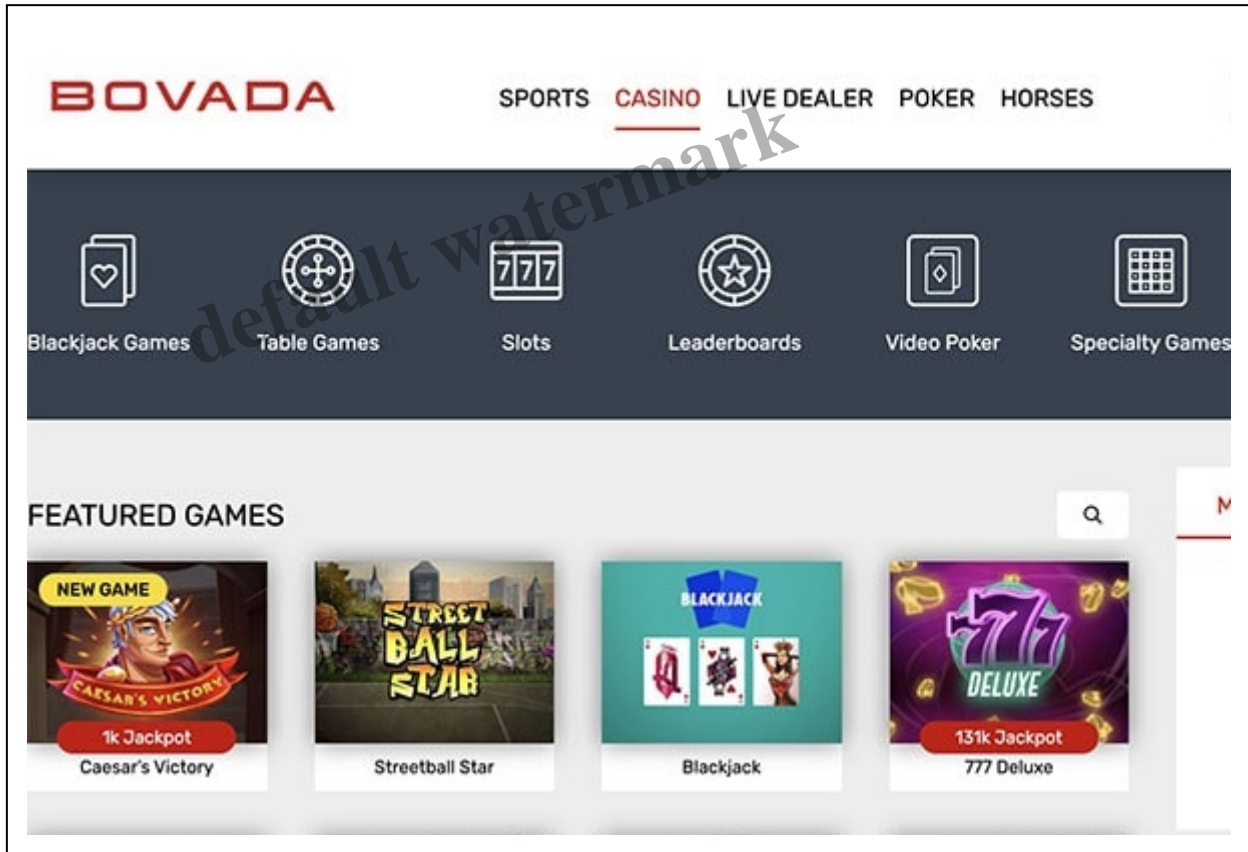 BOVADA
SPORTS CASINO LIVE DEALER POKER HORSES
default watermark
777
Blackjack Games Table Games Slots Leaderboards Video Poker Specialty Games
FEATURED GAMES
M
NEW GAME
CAESAR'S VICTORY
1k Jackpot
Caesar's Victory
STREET
BALL
STAR
Streetball Star
BLACKJACK
Blackjack
777
DELUXE
131k Jackpot
777 Deluxe